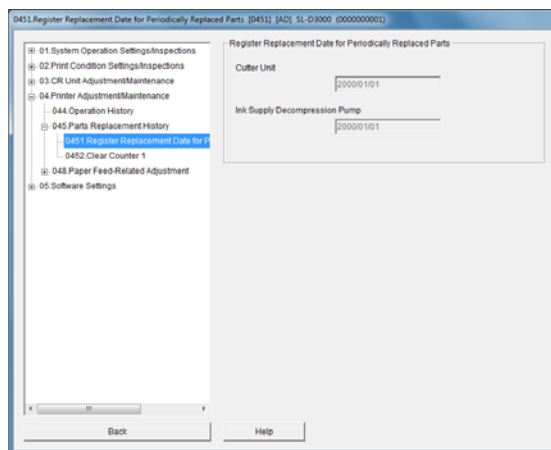 0451.Register Replacement Date for Periodically Replaced Parts [0451] [AD] SL-D3000 (0000000001)
01.System Operation Settings/Inspections
02.Print Condition Settings/Inspections
03.CR Unit Adjustment/Maintenance
04.Printer Adjustment/Maintenance
044.Operation History
045.Parts Replacement History
0451.Register Replacement Date for P
0452.Clear Counter 1
048.Paper Feed-Related Adjustment
05.Software Settings
Register Replacement Date for Periodically Replaced Parts
Cutter Unit
2000/01/01
Ink Supply Decompression Pump
2000/01/01
Back
Help